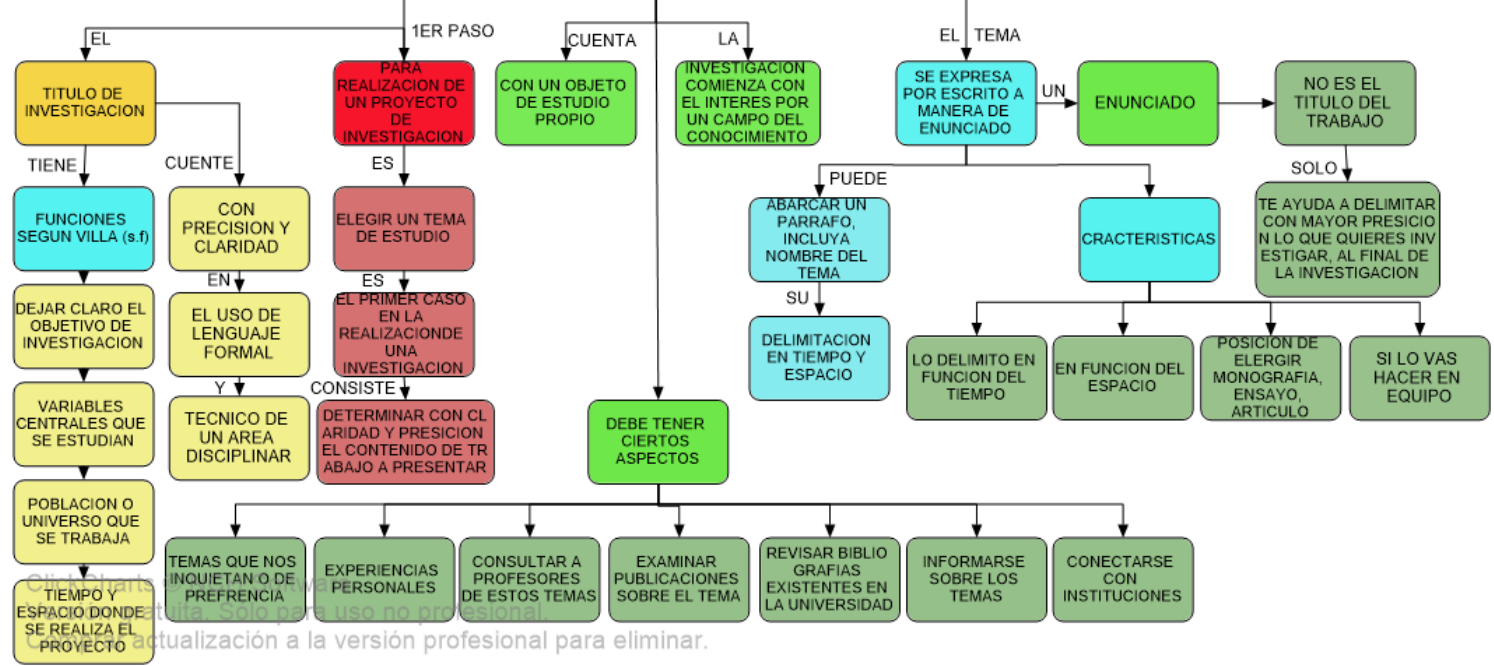 EL
1ER PASO
TITULO DE
INVESTIGACION
PARA
REALIZACION DE
UN PROYECTO
DE
INVESTIGACION
TIENE
CUENTE
ES
FUNCIONES
SEGUN VILLA (s.f)
CON
PRECISION Y
CLARIDAD
ELEGIR UN TEMA
DE ESTUDIO
EN
ES
DEJAR CLARO EL
OBJETIVO DE
INVESTIGACION
EL USO DE
LENGUAJE
FORMAL
EL PRIMER CASO
EN LA
REALIZACIONDE
UNA
INVESTIGACION
Y
CONSISTE
VARIABLES
CENTRALES QUE
SE ESTUDIAN
TECNICO DE
UN AREA
DISCIPLINAR
DETERMINAR CON CL
ARIDAD Y PRESICION
EL CONTENIDO DE TR
ABAJO A PRESENTAR
POBLACION O
UNIVERSO QUE
SE TRABAJA
TIEMPO Y
ESPACIO DONDE
SE REALIZA EL
PROYECTO
CUENTA
LA
CON UN OBJETO
DE ESTUDIO
PROPIO
INVESTIGACION
COMIENZA CON
EL INTERES POR
UN CAMPO DEL
CONOCIMIENTO
DEBE TENER
CIERTOS
ASPECTOS
TEMAS QUE NOS
INQUIETAN O DE
PREFRENCIA
EXPERIENCIAS
PERSONALES
CONSULTAR A
PROFESORES
DE ESTOS TEMAS
EXAMINAR
PUBLICACIONES
SOBRE EL TEMA
REVISAR BIBLIO
GRAFIAS
EXISTENTES EN
LA UNIVERSIDAD
INFORMARSE
SOBRE LOS
TEMAS
CONECTARSE
CON
INSTITUCIONES
EL TEMA
SE EXPRESA
POR ESCRITO A
MANERA DE
ENUNCIADO
UN
ENUNCIADO
NO ES EL
TITULO DEL
TRABAJO
SOLO
TE AYUDA A DELIMITAR
CON MAYOR PRESICIO
N LO QUE QUIERES INV
ESTIGAR, AL FINAL DE
LA INVESTIGACION
PUEDE
ABARCAR UN
PARRAFO,
INCLUYA
NOMBRE DEL
TEMA
SU
DELIMITACION
EN TIEMPO Y
ESPACIO
CRACTERISTICAS
LO DELIMITO EN
FUNCION DEL
TIEMPO
EN FUNCION DEL
ESPACIO
POSICION DE
ELERGIR
MONOGRAFIA,
ENSAYO,
ARTICULO
SI LO VAS
HACER EN
EQUIPO
ClickCharts
gratuita. Solo para uso no profesional.
actualización a la versión profesional para eliminar.